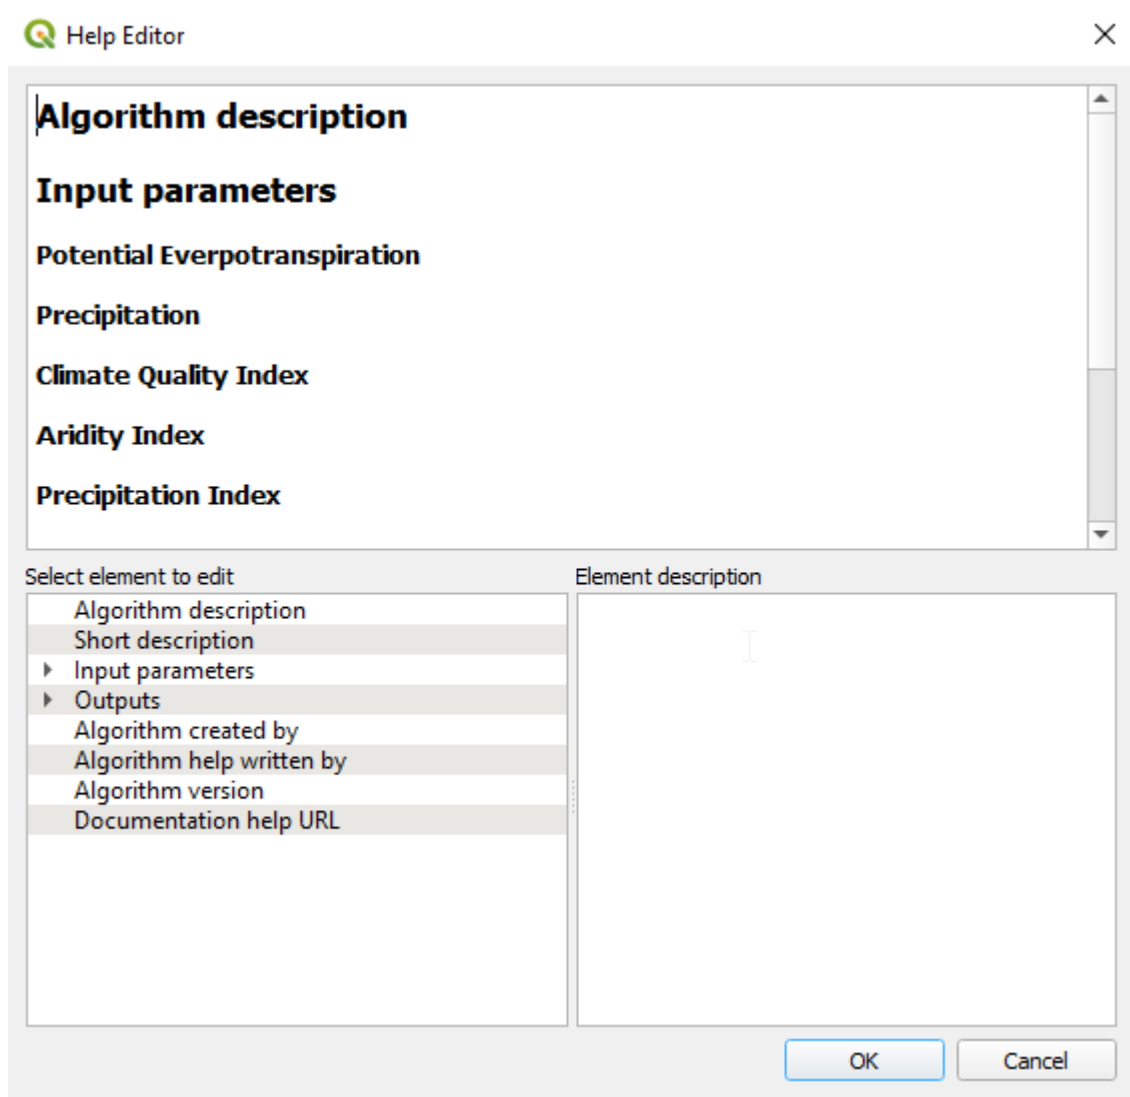 Help Editor
Algorithm description
Input parameters
Potential Everpotranspiration
Precipitation
Climate Quality Index
Aridity Index
Precipitation Index
Select element to edit
Element description
Algorithm description
Short description
Input parameters
Outputs
Algorithm created by
Algorithm help written by
Algorithm version
Documentation help URL
OK
Cancel